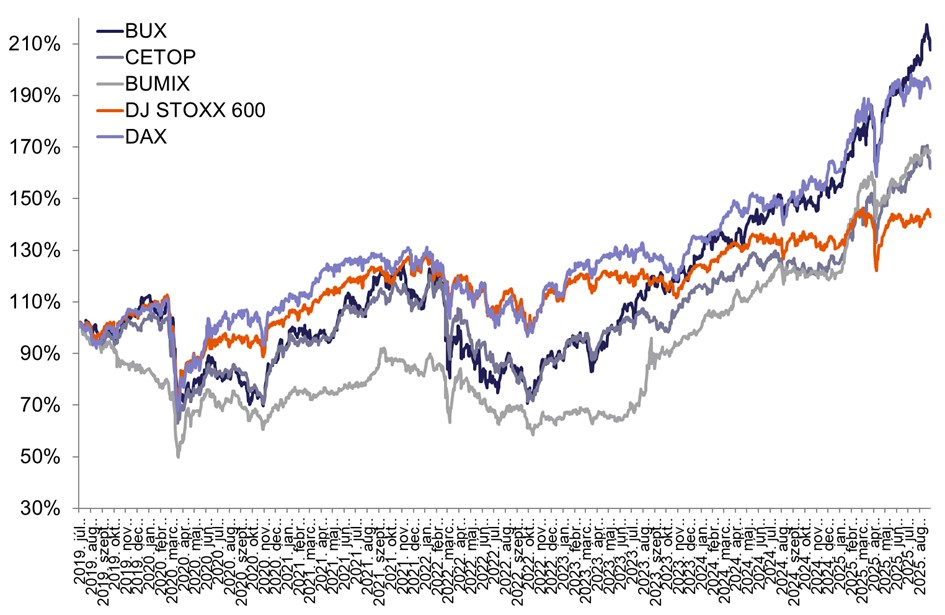 210%
190%
170%
150%
130%
110%
90%
70%
50%
30%
BUX
CETOP
BUMIX
DJ STOXX 600
DAX
2019. júl..
2019. aug..
2019. szept..
2019. okt..
2019. nov..
2019. dec..
2020. jan..
2020. febr..
2020. márc..
2020. ápr..
2020. máj..
2020. jún..
2020. júl..
2020. aug..
2020. szept..
2020. okt..
2020. nov..
2020. dec..
2021. jan..
2021. febr..
2021. márc..
2021. ápr..
2021. máj..
2021. jún..
2021. júl..
2021. aug..
2021. szept..
2021. okt..
2021. nov..
2021. dec..
2022. jan..
2022. febr..
2022. márc..
2022. ápr..
2022. máj..
2022. jún..
2022. júl..
2022. aug..
2022. szept..
2022. okt..
2022. nov..
2022. dec..
2023. jan..
2023. febr..
2023. márc..
2023. ápr..
2023. máj..
2023. jún..
2023. júl..
2023. aug..
2023. szept..
2023. okt..
2023. nov..
2023. dec..
2024. jan..
2024. febr..
2024. márc..
2024. ápr..
2024. máj..
2024. jún..
2024. júl..
2024. aug..
2024. szept..
2024. okt..
2024. nov..
2024. dec..
2025. jan..
2025. febr..
2025. márc..
2025. ápr..
2025. máj..
2025. jún..
2025. júl..
2025. aug..